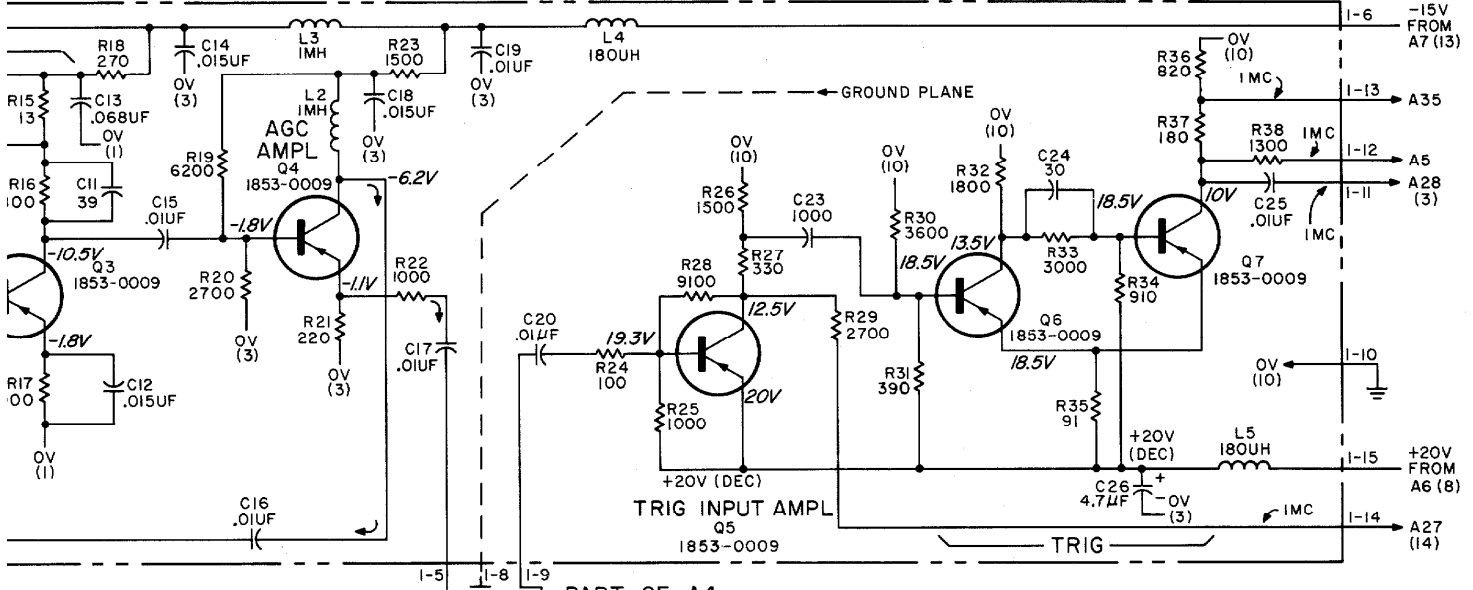 1-6
-15V
FROM
A7 (13)
R18
270
C14
.015UF
L3
1MH
R23
1500
C19
.01UF
L4
180UH
0V
(3)
0V
(3)
0V
(10)
R36
820
1MC
1-13
A35
R15
13
C13
.068UF
0V
(1)
L2
1MH
C18
.015UF
0V
(3)
GROUND PLANE
AGC
AMPL
Q4
1853-0009
R19
6200
-6.2V
R37
180
R38
1300
1MC
1-12
A5
0V
(10)
0V
(10)
0V
(10)
R32
1800
C24
30
R16
C11
39
C15
.01UF
-1.8V
R26
1500
C23
1000
R30
3600
13.5V
18.5V
18.5V
10V
C25
.01UF
1MC
1-11
A28
(3)
-10.5V
Q3
1853-0009
R20
2700
0V
(3)
-1.1V
R22
1000
R21
220
0V
(3)
C17
.01UF
R27
330
R28
9100
12.5V
R33
3000
R34
910
Q7
1853-0009
Q6
1853-0009
18.5V
-1.8V
C20
.01µF
19.3V
R24
100
R29
2700
R31
390
20V
R25
1000
R35
91
0V
(10)
1-10
R17
C12
.015UF
0V
(1)
+20V
(DEC)
L5
180UH
1-15
+20V
FROM
A6 (8)
+20V (DEC)
C26
4.7µF
+
-
0V
(3)
TRIG INPUT AMPL
Q5
1853-0009
C16
.01UF
1MC
1-14
A27
(14)
TRIG
1-5
1-8
1-9